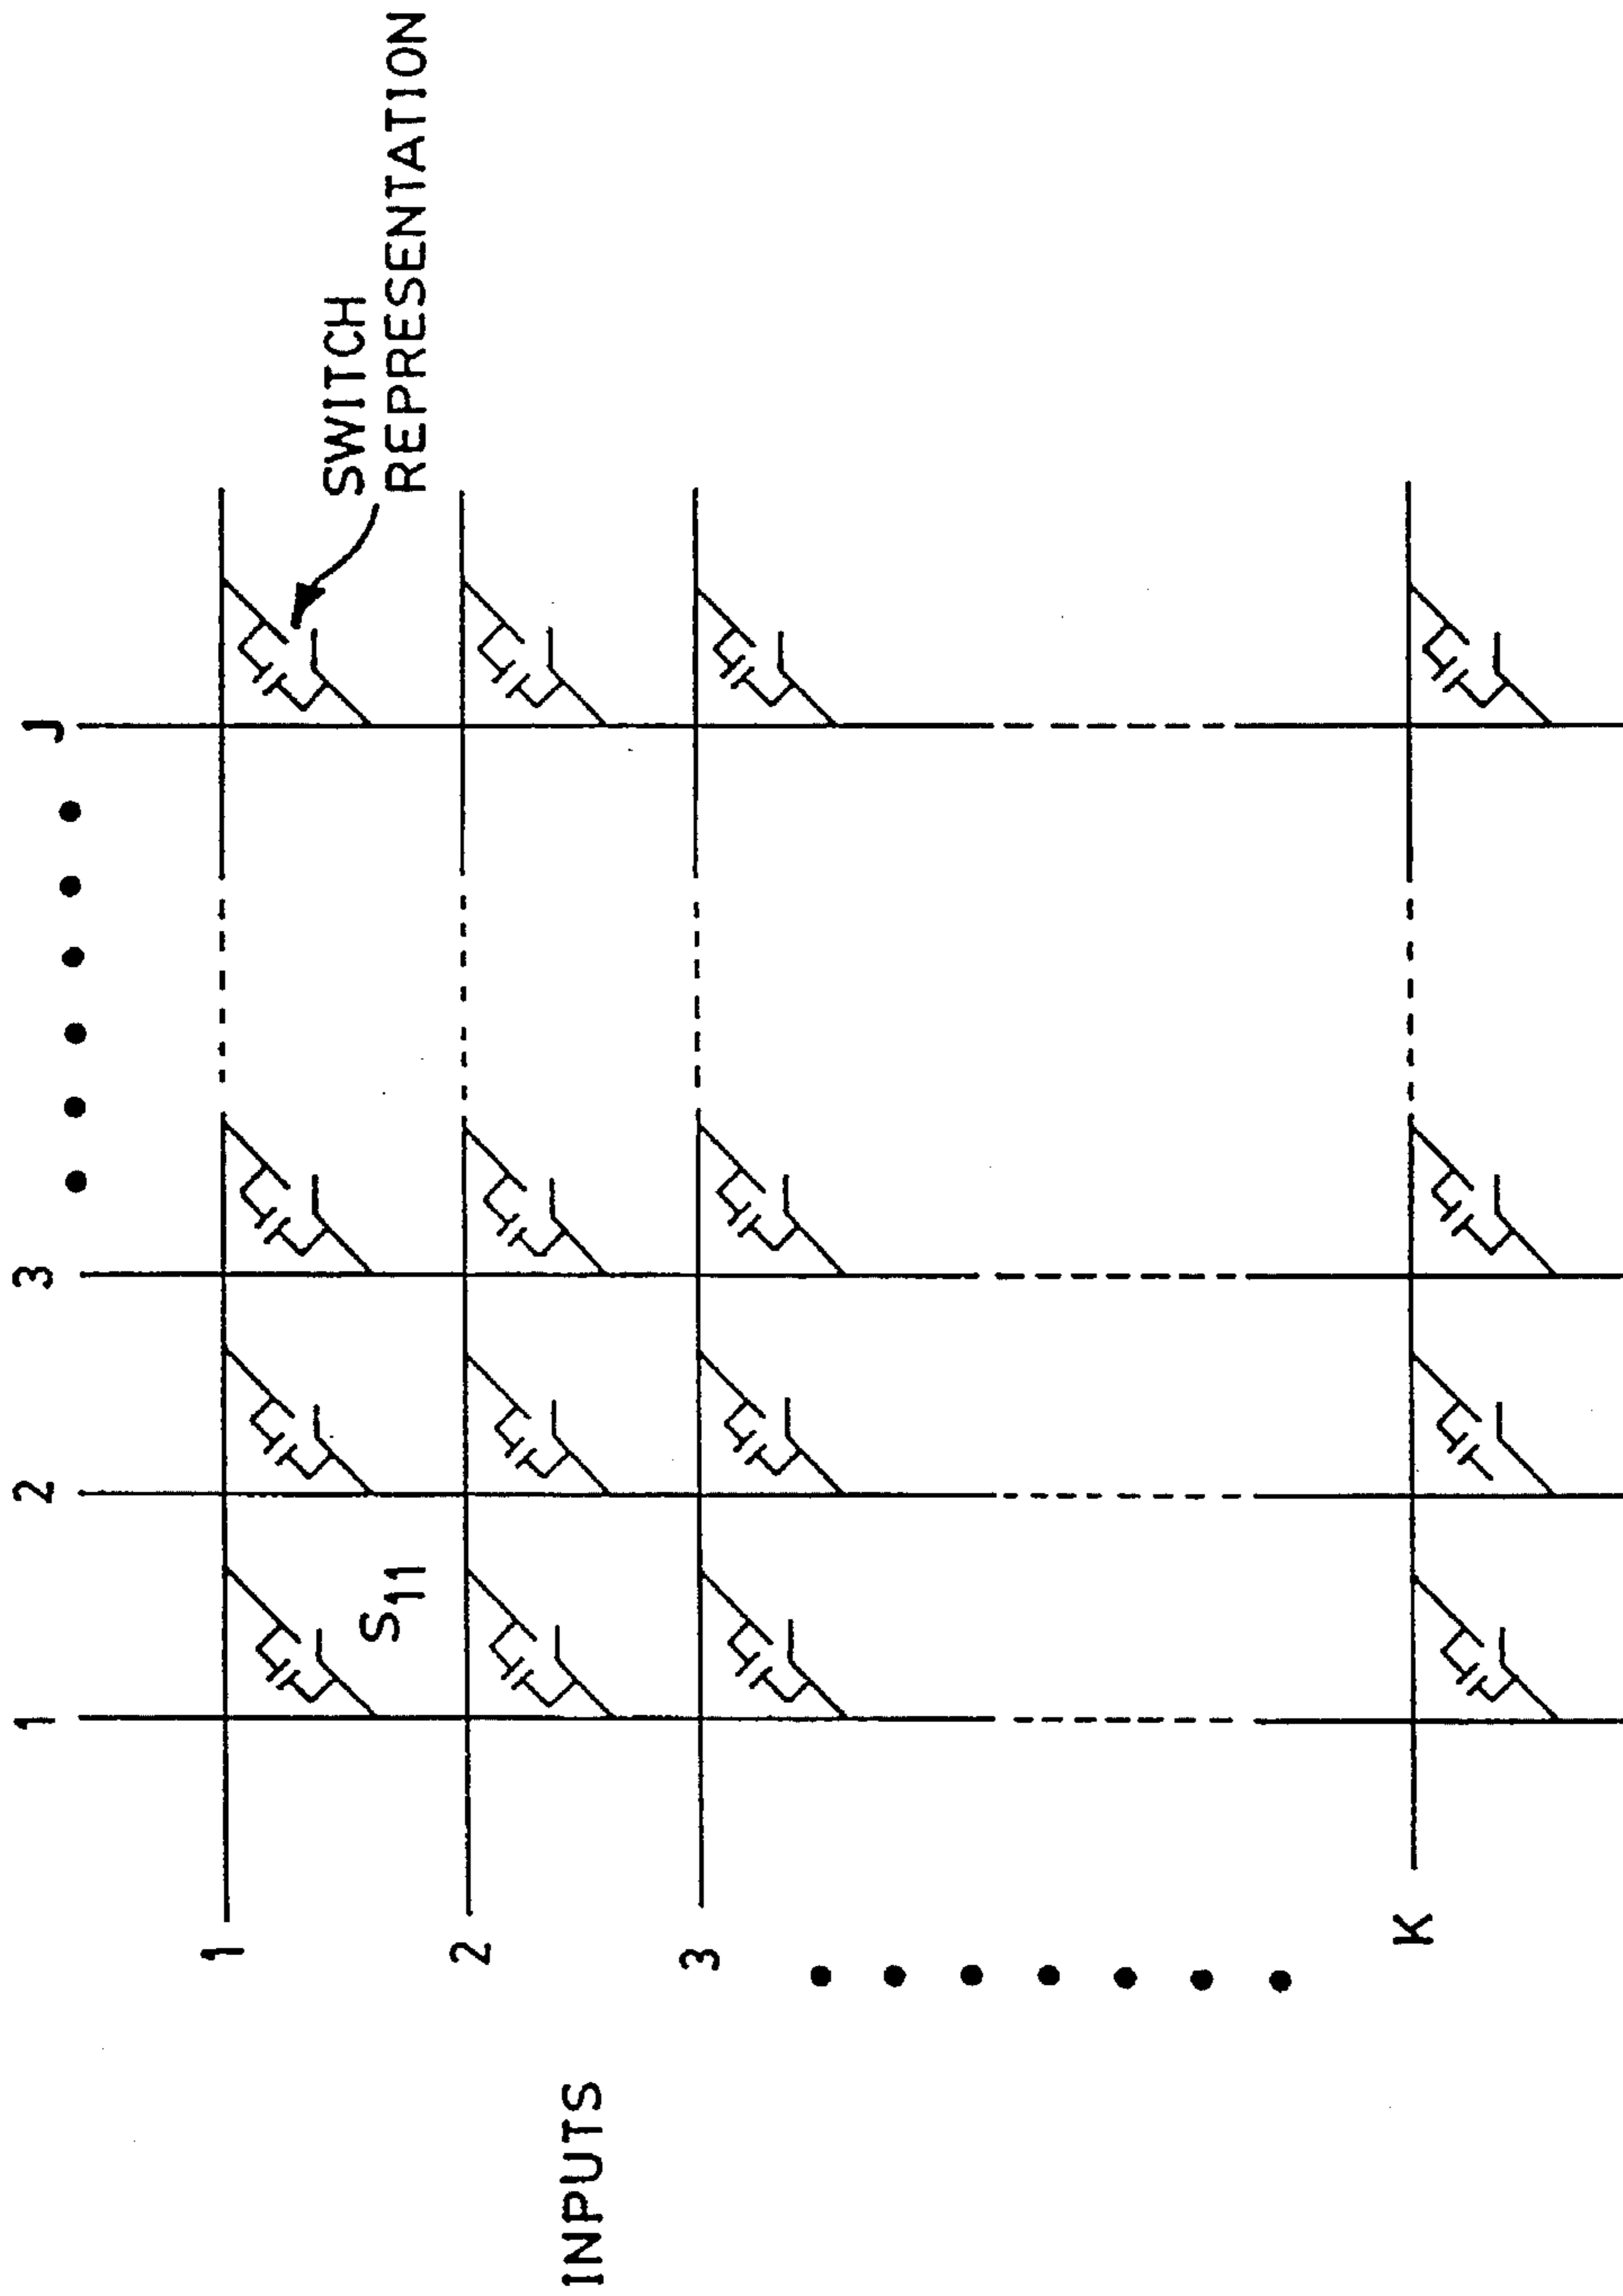 1 2 3 J
SWITCH
REPRESENTATION
1
S11
2
3
K
INPUTS